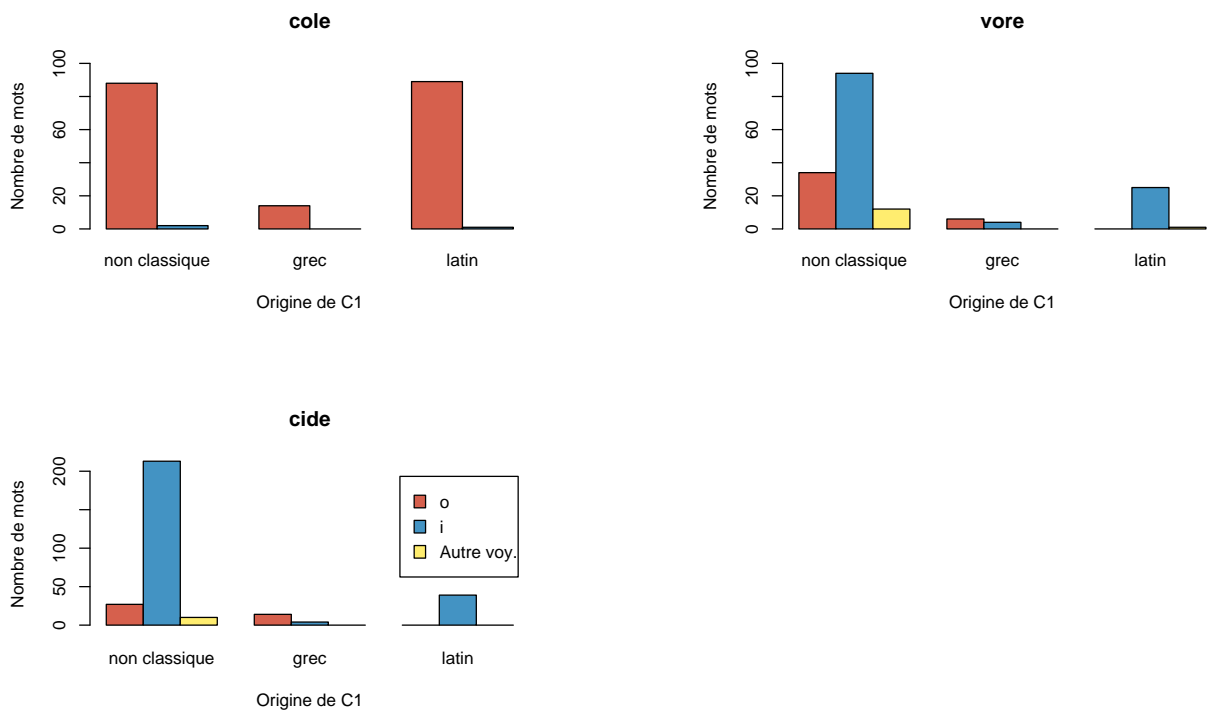 cole
Nombre de mots
0
20
60
100
non classique
grec
latin
Origine de C1
vore
Nombre de mots
0
20
60
100
non classique
grec
latin
Origine de C1
cide
Nombre de mots
0
50
100
200
o
i
Autre voy.
non classique
grec
latin
Origine de C1